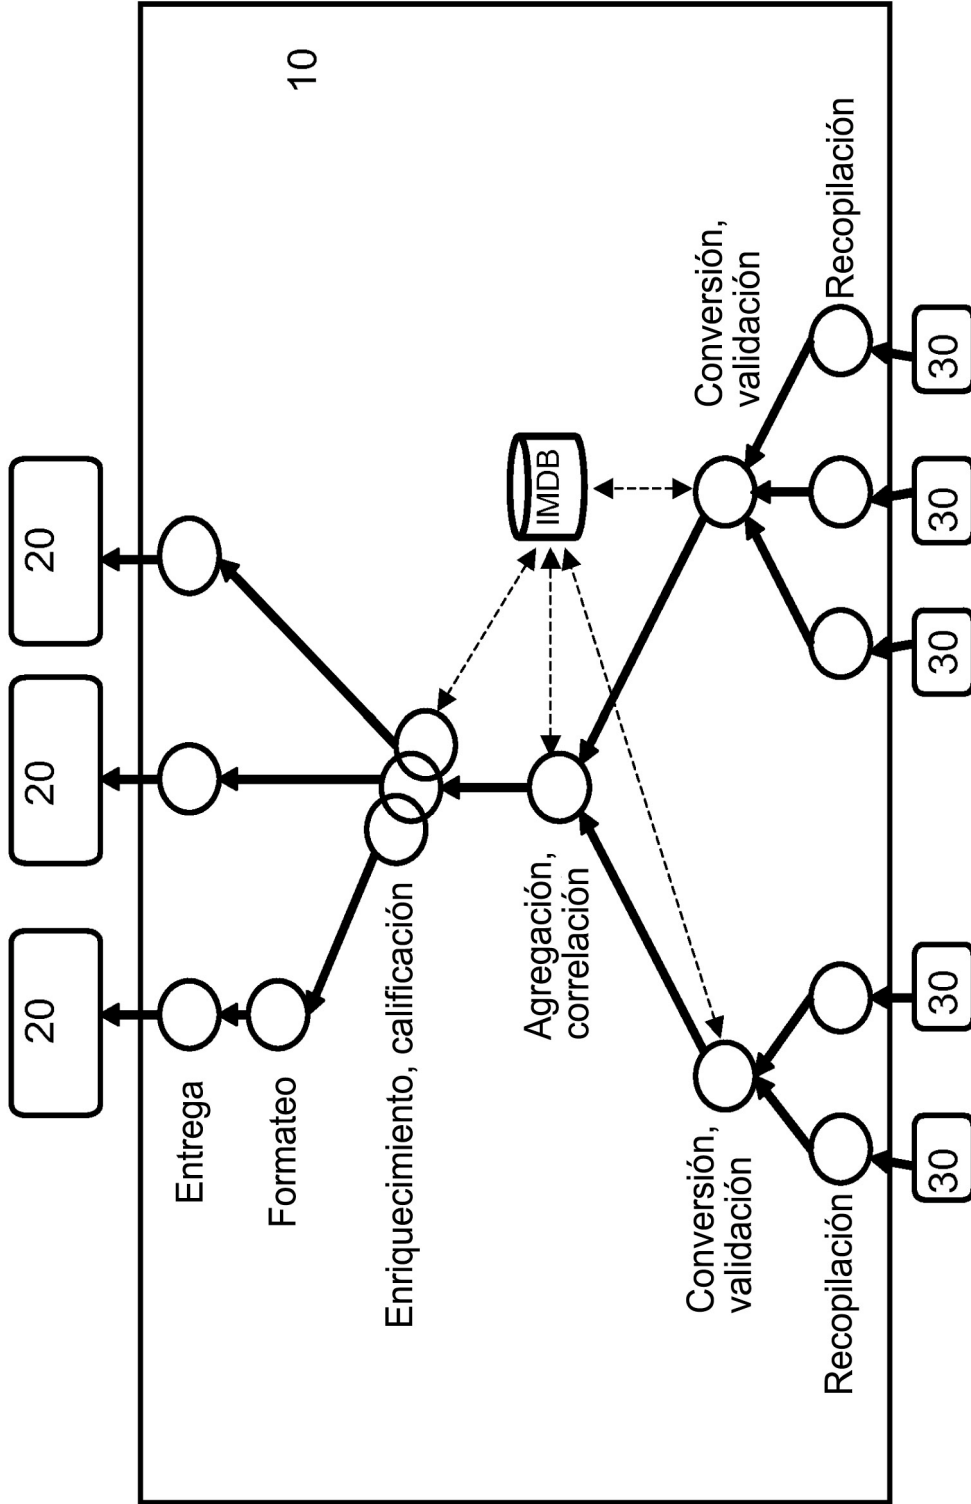 20
20
20
Entrega
Formateo
10
Enriquecimiento, calificación
Agregación,
correlación
IMDB
Conversión,
validación
Conversión,
validación
Recopilación
Recopilación
30
30
30
30
30